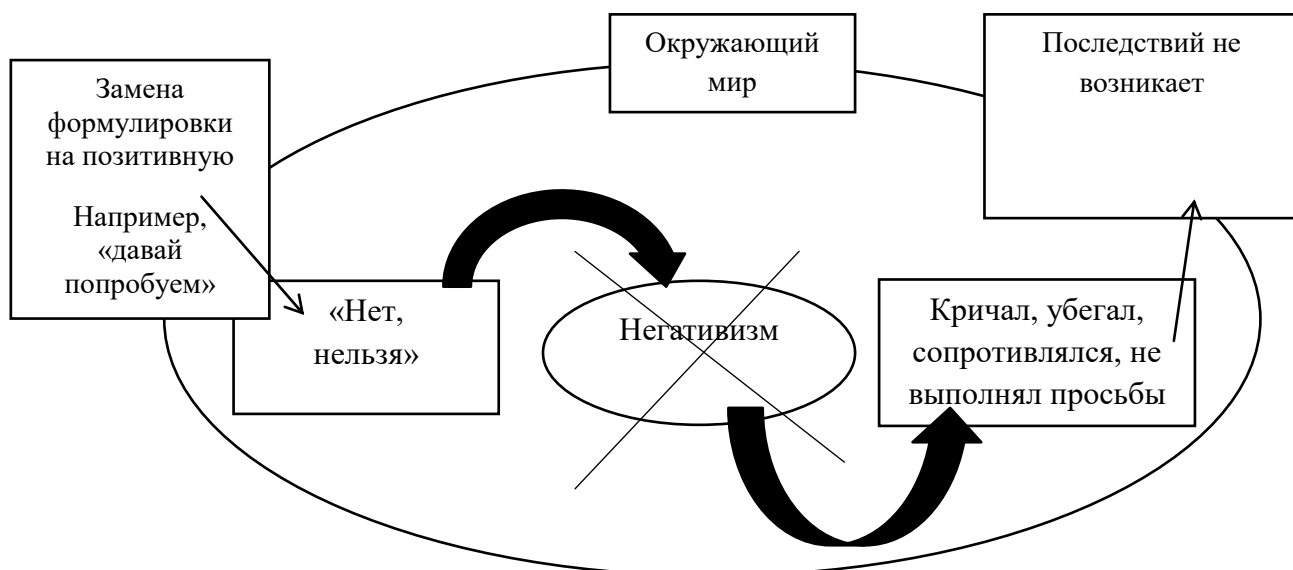 Окружающий
мир
Последствий не
возникает
Замена
формулировки
на позитивную
Например,
«давай
попробуем»
«Нет,
нельзя»
Негативизм
Кричал, убегал,
сопротивлялся, не
выполнял просьбы